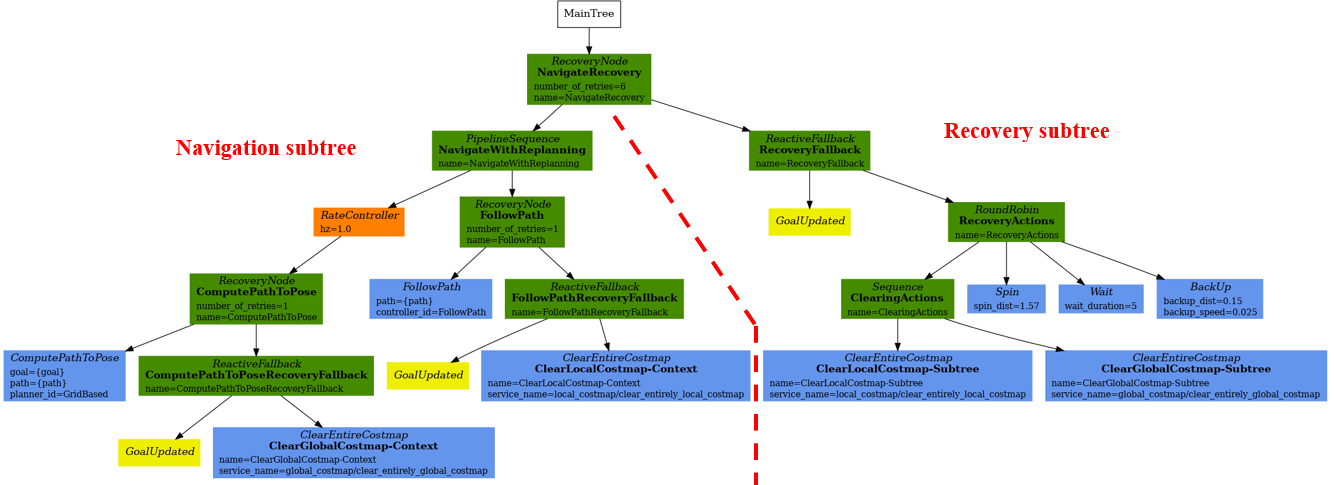 MainTree
RecoveryNode
NavigateRecovery
number_of_retries=6
name=NavigateRecovery
Navigation subtree
Recovery subtree
PipelineSequence
NavigateWithReplanning
name=NavigateWithReplanning
ReactiveFallback
RecoveryFallback
name=RecoveryFallback
RateController
hz=1.0
RecoveryNode
FollowPath
number_of_retries=1
name=FollowPath
GoalUpdated
RoundRobin
RecoveryActions
name=RecoveryActions
RecoveryNode
ComputePathToPose
number_of_retries=1
name=ComputePathToPose
FollowPath
path={path}
controller_id=FollowPath
ReactiveFallback
FollowPathRecoveryFallback
name=FollowPathRecoveryFallback
Sequence
ClearingActions
name=ClearingActions
Spin
spin_dist=1.57
Wait
wait_duration=5
BackUp
backup_dist=0.15
backup_speed=0.025
ComputePathToPose
goal={goal}
path={path}
planner_id=GridBased
ReactiveFallback
ComputePathToPoseRecoveryFallback
name=ComputePathToPoseRecoveryFallback
GoalUpdated
ClearEntireCostmap
ClearLocalCostmap-Context
name=ClearLocalCostmap-Context
service_name=local_costmap/clear_entirely_local_costmap
ClearEntireCostmap
ClearLocalCostmap-Subtree
name=ClearLocalCostmap-Subtree
service_name=local_costmap/clear_entirely_local_costmap
ClearEntireCostmap
ClearGlobalCostmap-Subtree
name=ClearGlobalCostmap-Subtree
service_name=global_costmap/clear_entirely_global_costmap
GoalUpdated
ClearEntireCostmap
ClearGlobalCostmap-Context
name=ClearGlobalCostmap-Context
service_name=global_costmap/clear_entirely_global_costmap